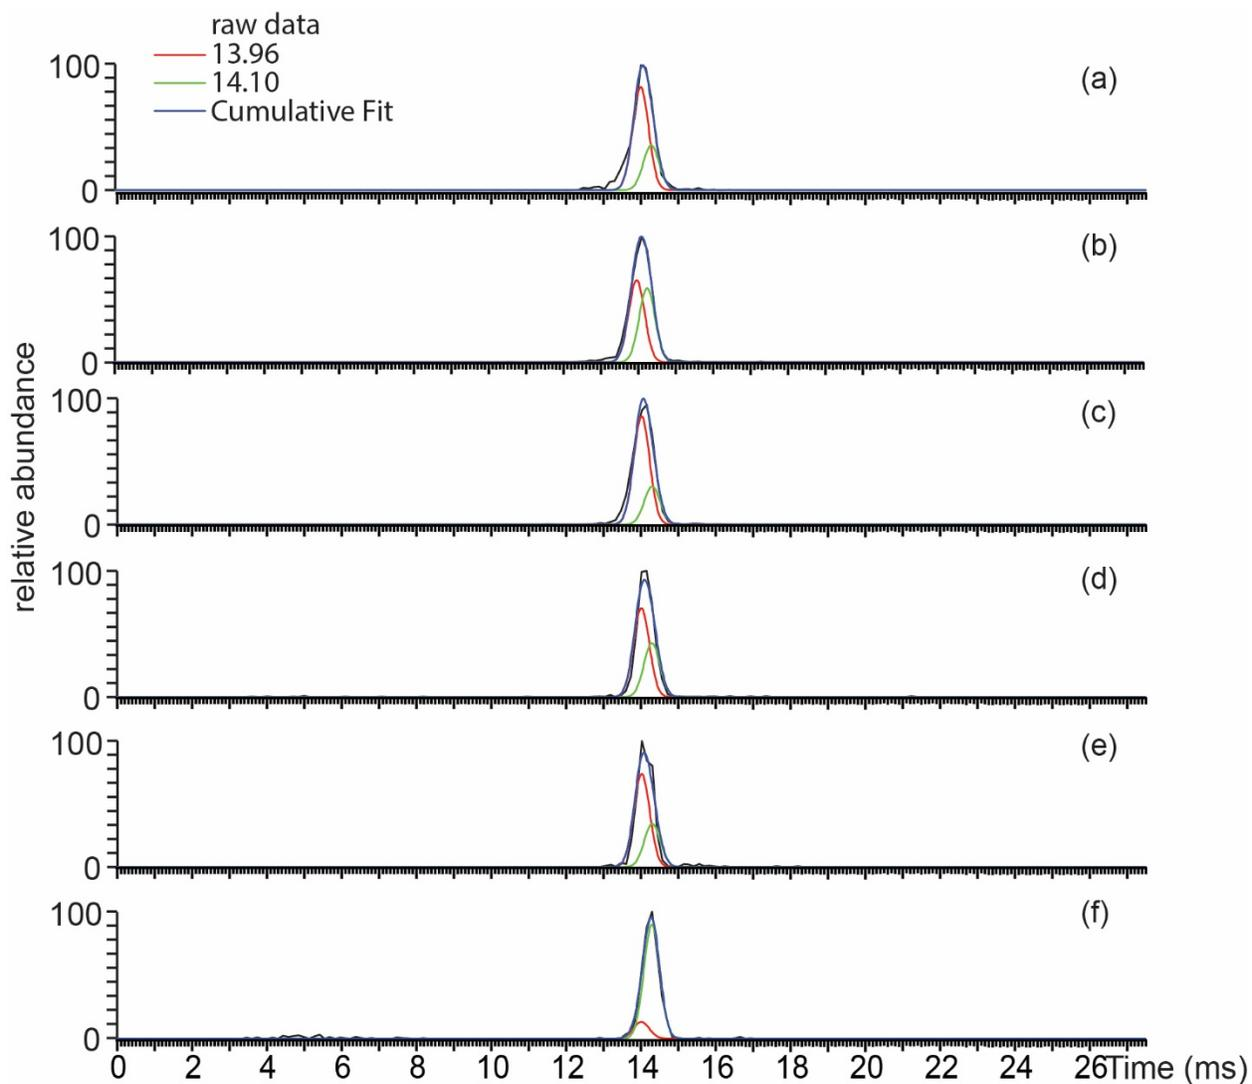 raw data
13.96
14.10
Cumulative Fit
100
0
(a)
100
0
(b)
100
0
(c)
100
0
(d)
100
0
(e)
100
0
(f)
relative abundance
0 2 4 6 8 10 12 14 16 18 20 22 24 26 Time (ms)